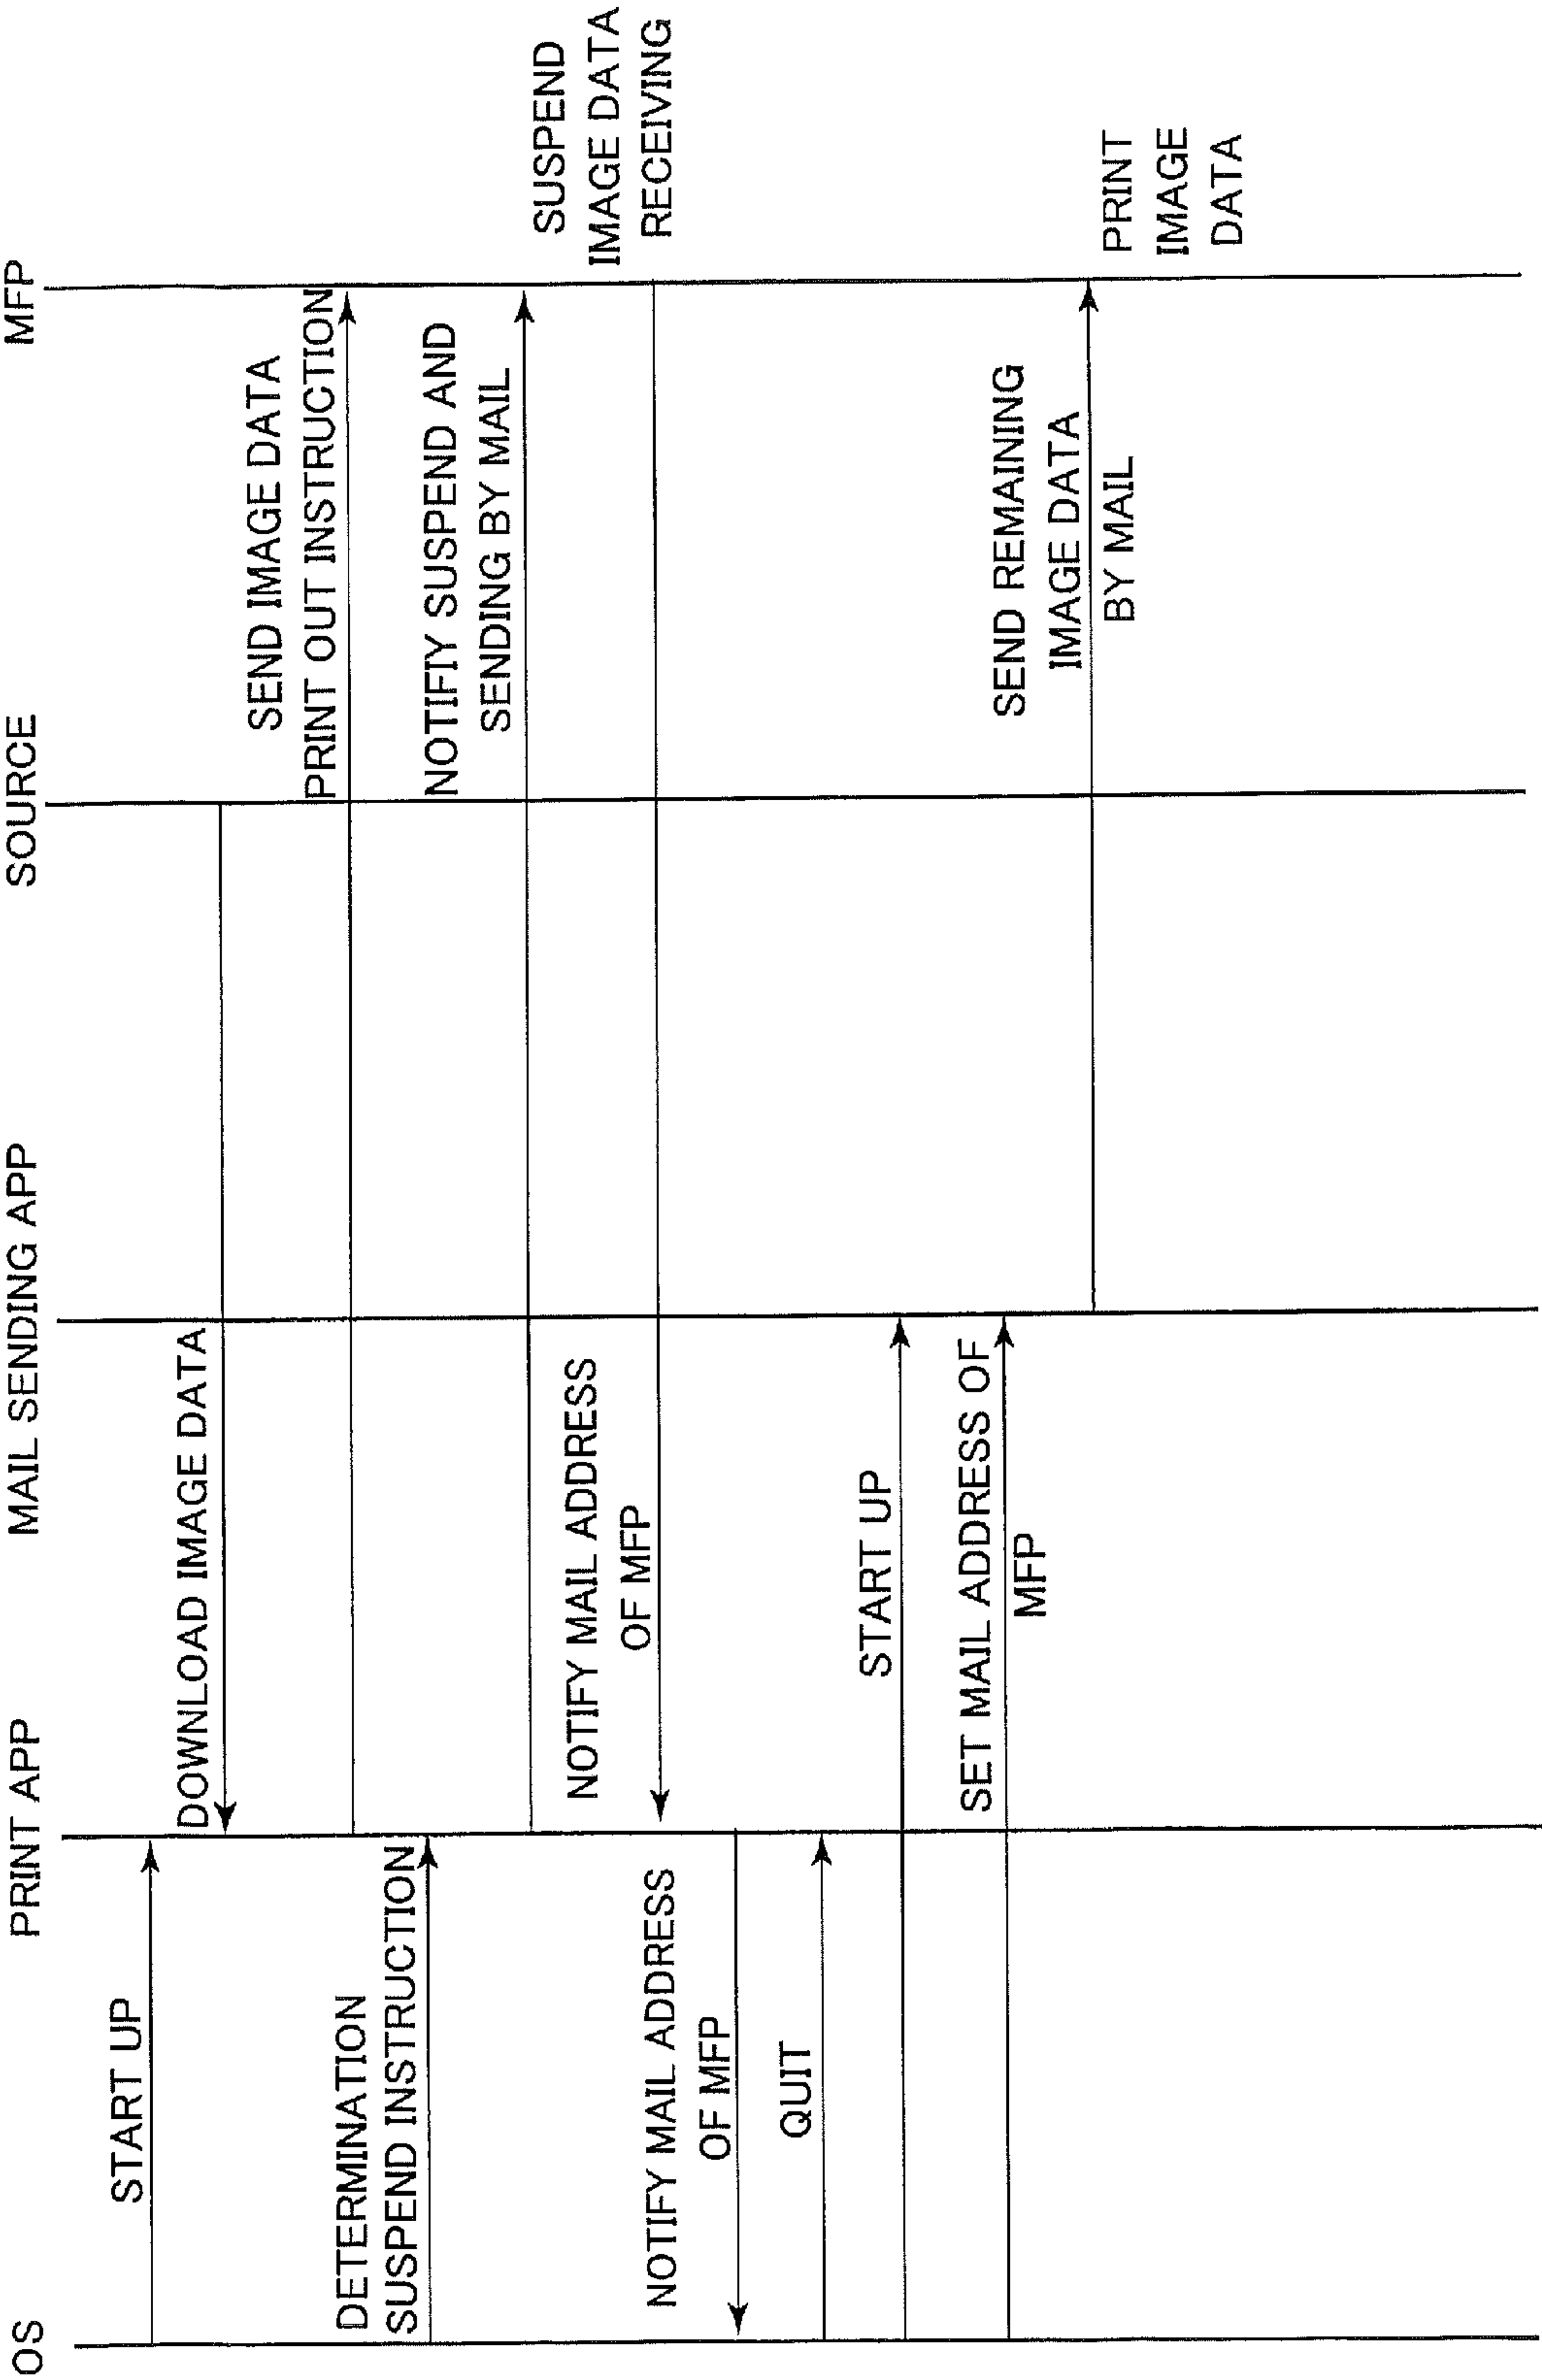 OS
PRINT APP
MAIL SENDING APP
SOURCE
MFP
START UP
DOWNLOAD IMAGE DATA
SEND IMAGE DATA
PRINT OUT INSTRUCTION
DETERMINATION
SUSPEND INSTRUCTION
NOTIFIY SUSPEND AND
SENDING BY MAIL
SUSPEND
IMAGE DATA
RECEIVING
NOTIFY MAIL ADDRESS
OF MFP
NOTIFY MAIL ADDRESS
OF MFP
QUIT
START UP
SET MAIL ADDRESS OF
MFP
SEND REMAINING
IMAGE DATA
BY MAIL
PRINT
IMAGE
DATA